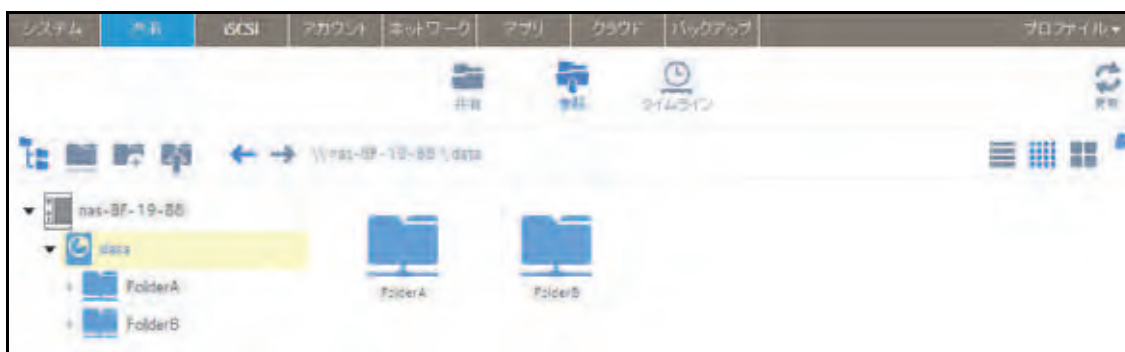 システム 共有 iSCSI アカウント ネットワーク アプリ クラウド バックアップ プロファイル
共有 参照 タイムライン 更新
\\nas-BF-19-88\data
nas-BF-19-88
data
FolderA
FolderB
FolderA FolderB